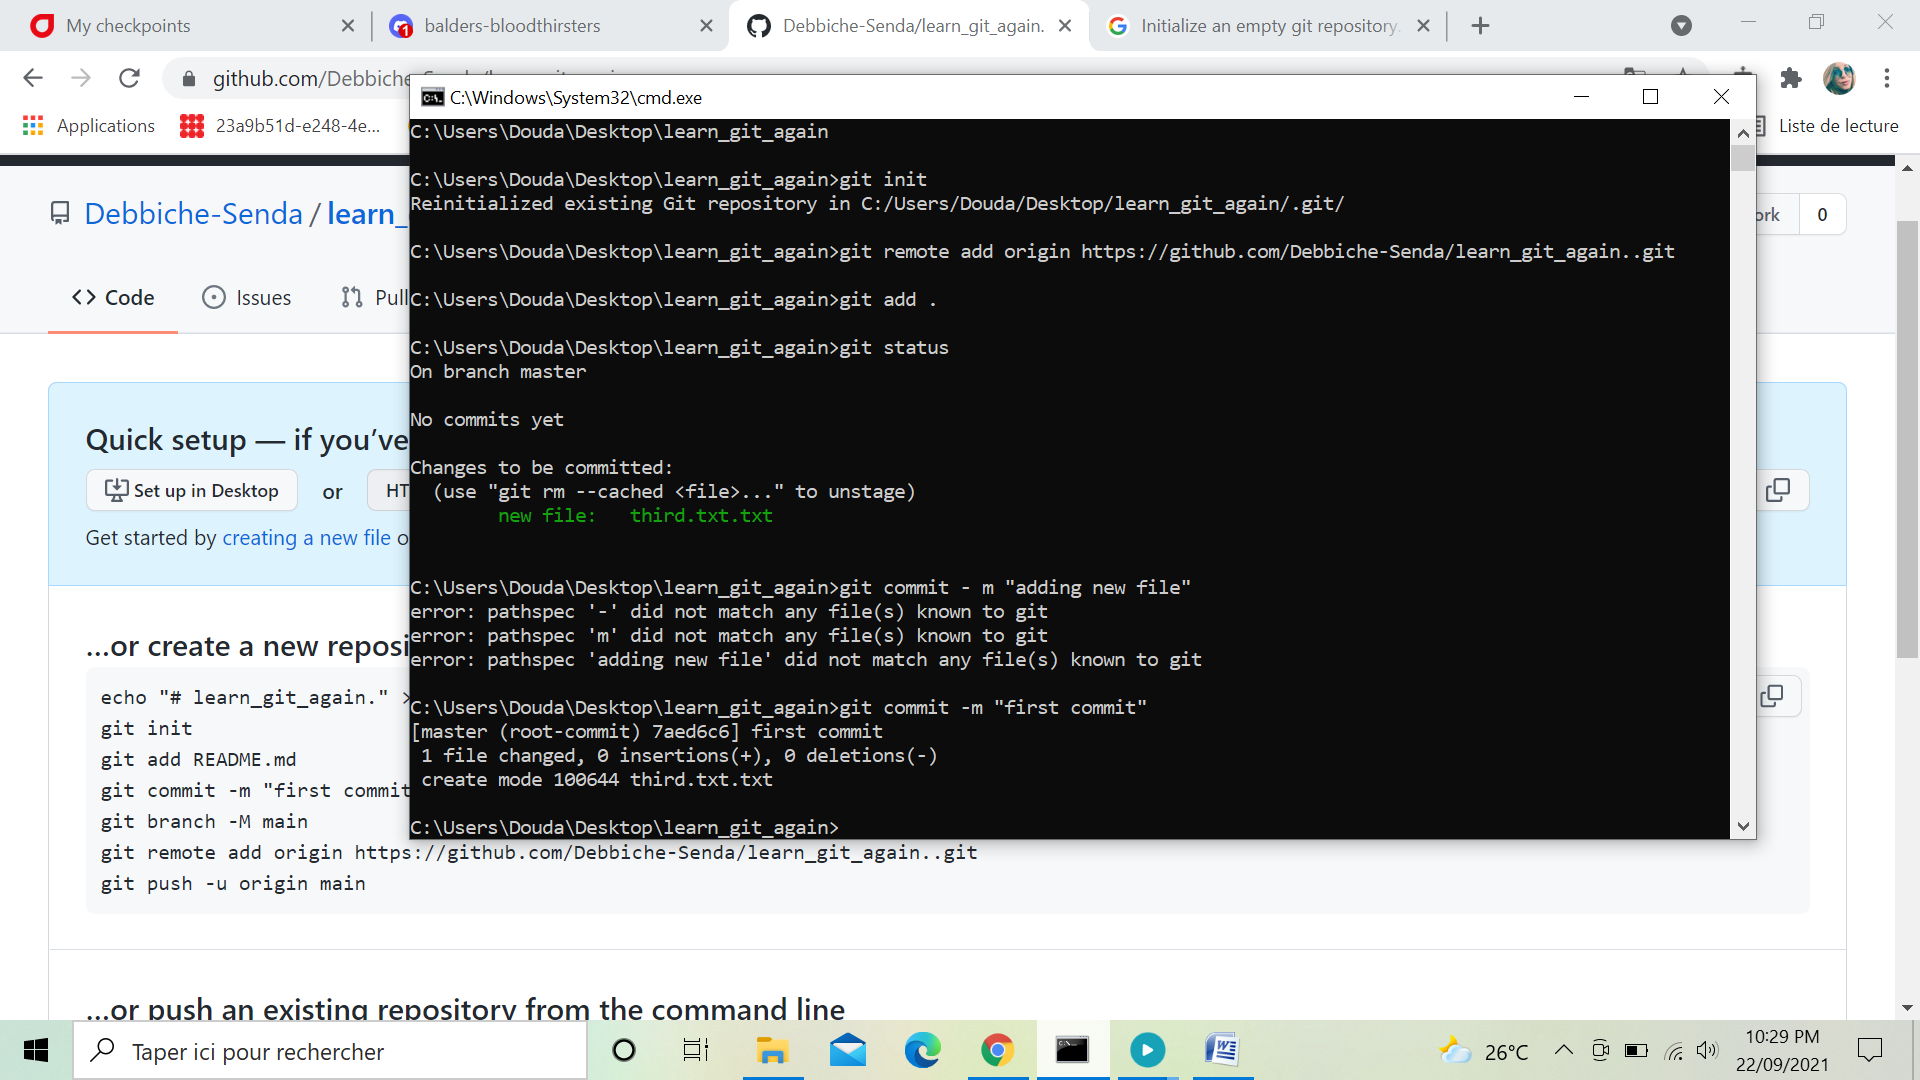 My checkpoints
balders-bloodthirsters
Debbiche-Senda/learn_git_again.
Initialize an empty git repository.
github.com/Debbiche-
Applications
23a9b51d-e248-4e...
Liste de lecture
C:\Windows\System32\cmd.exe
C:\Users\Douda\Desktop\learn_git_again
C:\Users\Douda\Desktop\learn_git_again>git init
Reinitialized existing Git repository in C:/Users/Douda/Desktop/learn_git_again/.git/
C:\Users\Douda\Desktop\learn_git_again>git remote add origin https://github.com/Debbiche-Senda/learn_git_again..git
C:\Users\Douda\Desktop\learn_git_again>git add .
C:\Users\Douda\Desktop\learn_git_again>git status
On branch master
No commits yet
Changes to be committed:
(use "git rm --cached <file>..." to unstage)
new file: third.txt.txt
C:\Users\Douda\Desktop\learn_git_again>git commit - m "adding new file"
error: pathspec '-' did not match any file(s) known to git
error: pathspec 'm' did not match any file(s) known to git
error: pathspec 'adding new file' did not match any file(s) known to git
C:\Users\Douda\Desktop\learn_git_again>git commit -m "first commit"
[master (root-commit) 7aed6c6] first commit
1 file changed, 0 insertions(+), 0 deletions(-)
create mode 100644 third.txt.txt
C:\Users\Douda\Desktop\learn_git_again>
Debbiche-Senda / learn_
ork 0
Code
Issues
Pull
Quick setup — if you've
Set up in Desktop or HT
Get started by creating a new file o
...or create a new reposi
echo "# learn_git_again." >
git init
git add README.md
git commit -m "first commit
git branch -M main
git remote add origin https://github.com/Debbiche-Senda/learn_git_again..git
git push -u origin main
...or push an existing repository from the command line
Taper ici pour rechercher
26°C
10:29 PM
22/09/2021